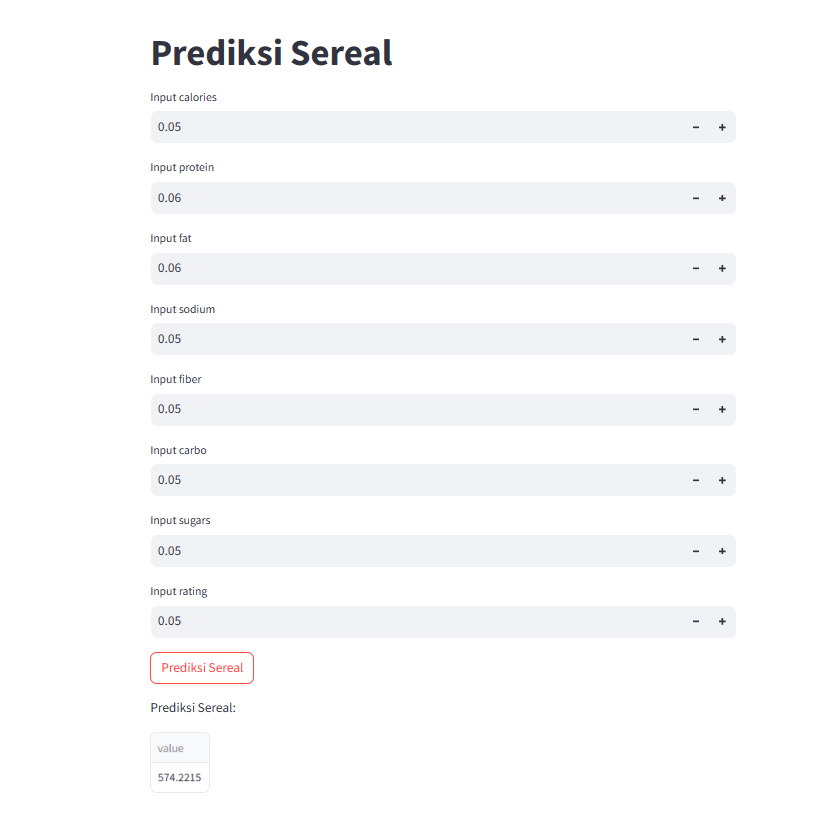 Prediksi Sereal
Input calories
0.05
Input protein
0.06
Input fat
0.06
Input sodium
0.05
Input fiber
0.05
Input carbo
0.05
Input sugars
0.05
Input rating
0.05
Prediksi Sereal
Prediksi Sereal:
value
574.2215